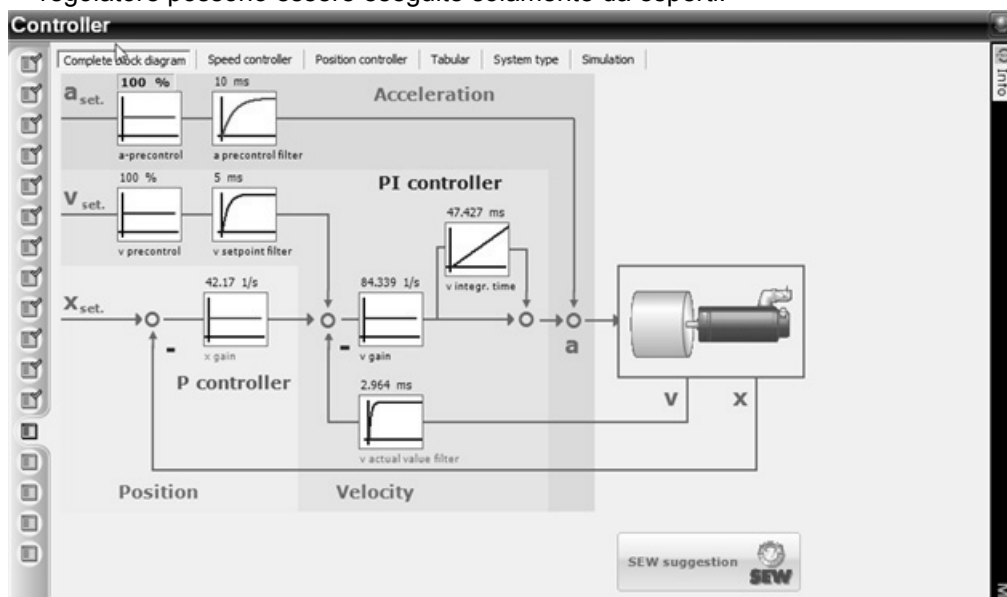 regolatore possono essere eseguite solamente da esperti.
Controller
Complete block diagram Speed controller Position controller Tabular System type Simulation
Info
a set.
100 %
10 ms
Acceleration
a-precontrol
a precontrol filter
v set.
100 %
5 ms
PI controller
v precontrol
v setpoint filter
47.427 ms
v integr. time
x set.
42.17 1/s
84.339 1/s
- x gain
- v gain
a
P controller
2.964 ms
v x
v actual value filter
Position
Velocity
SEW suggestion
SEW